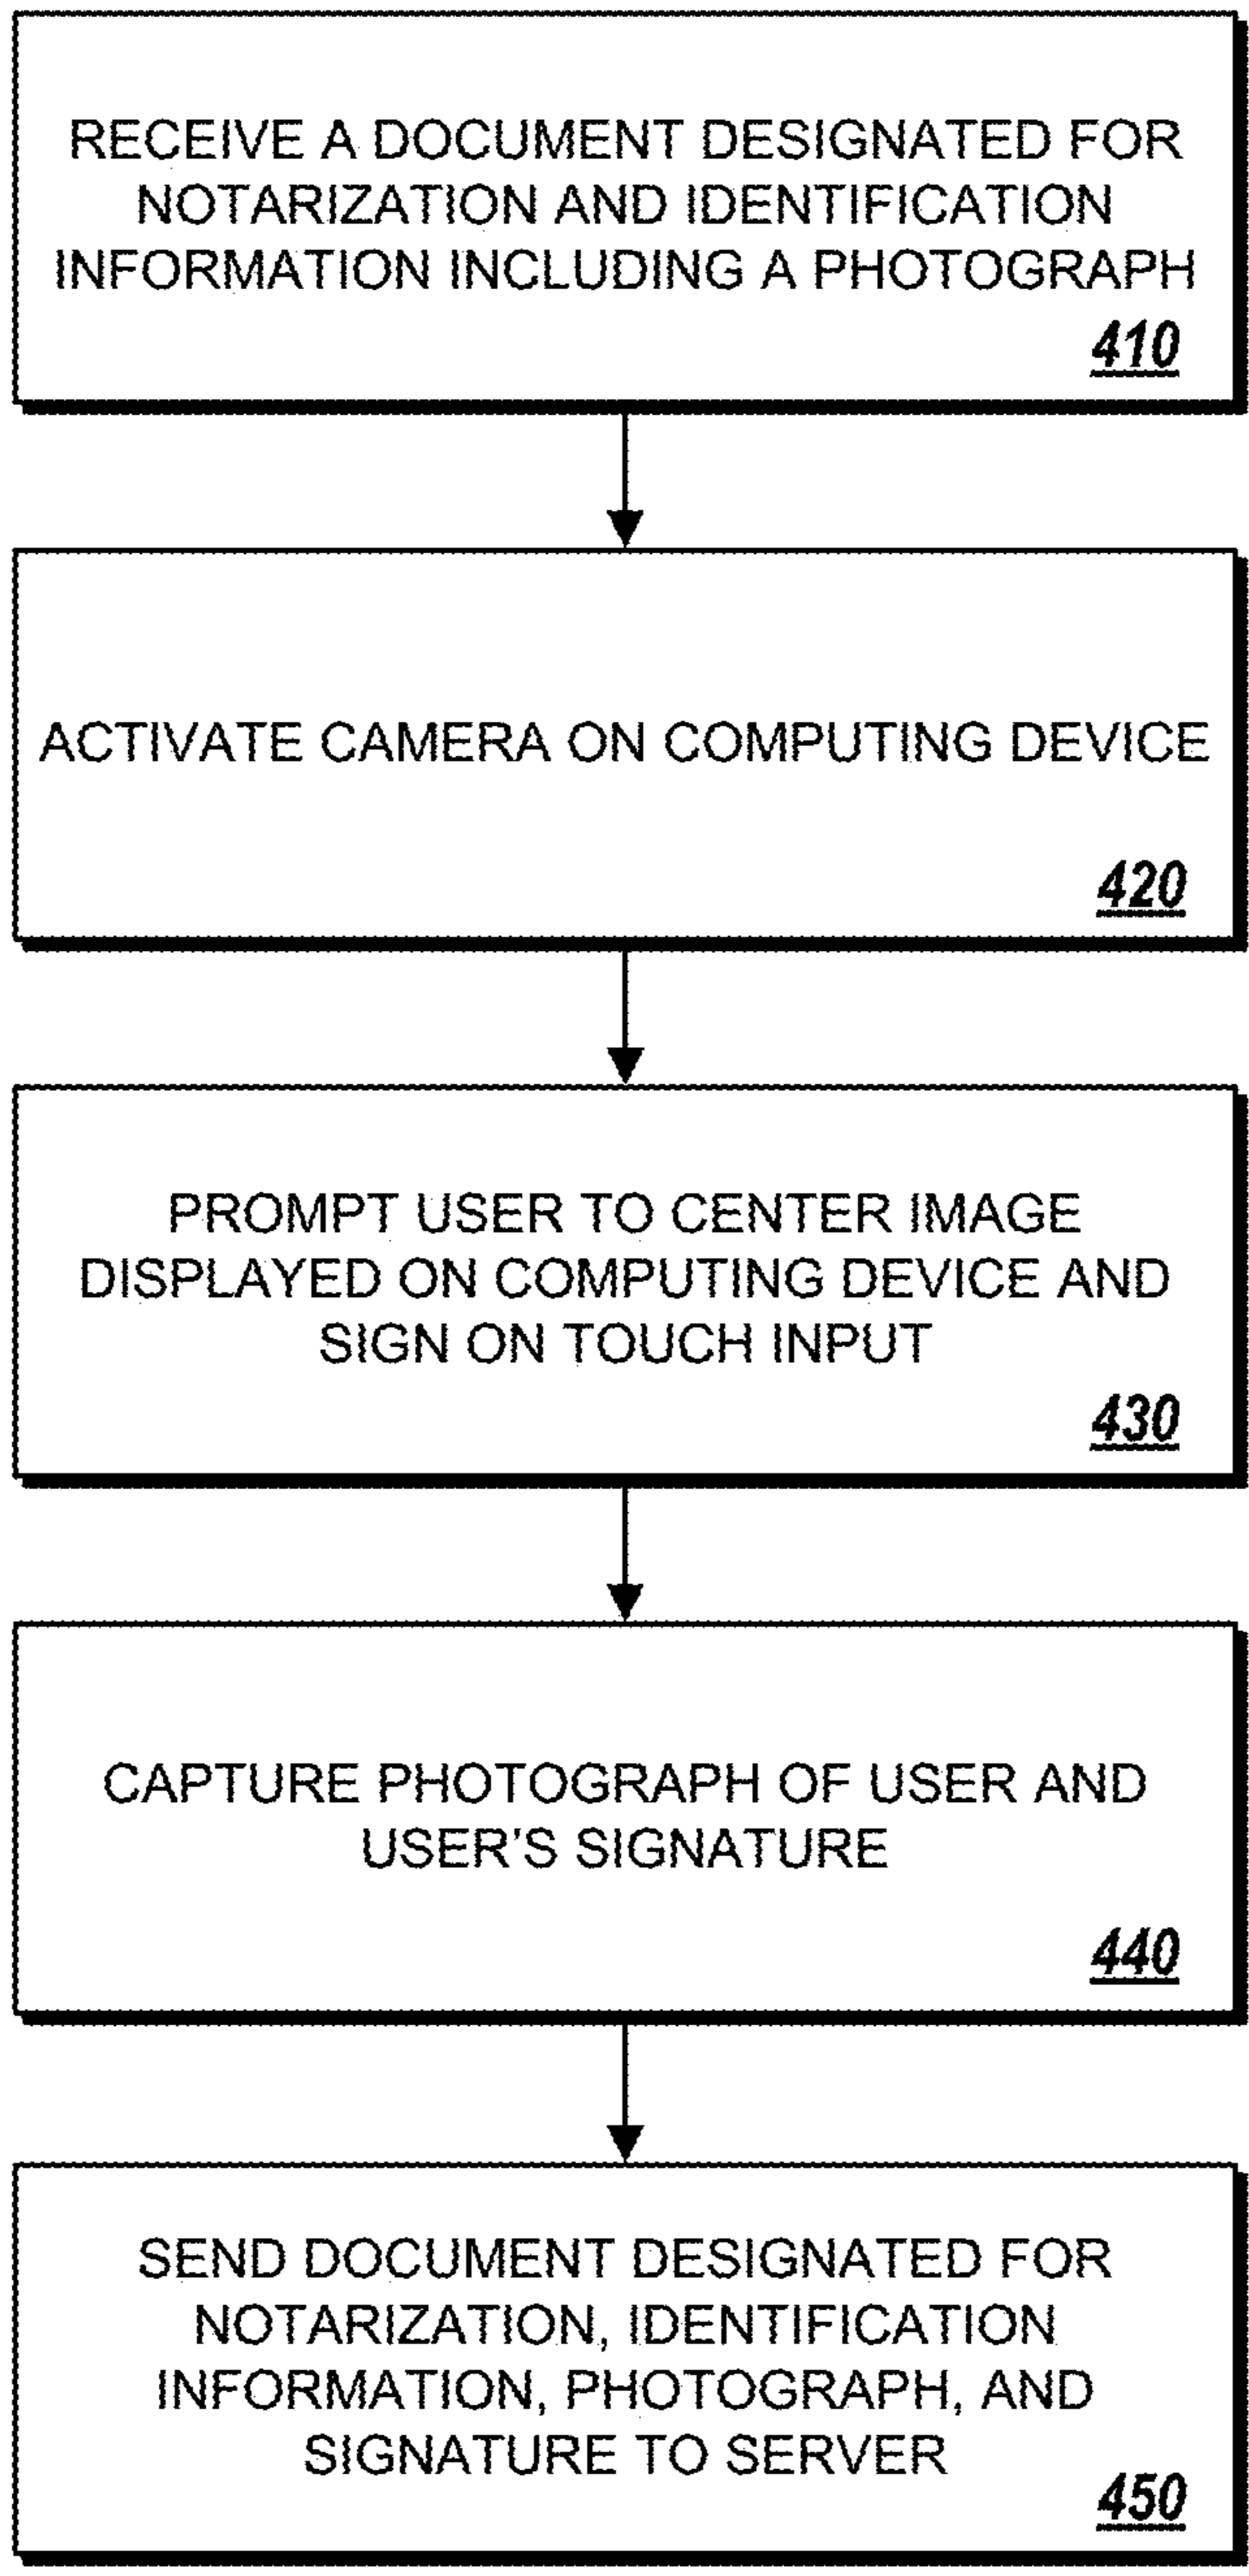 RECEIVE A DOCUMENT DESIGNATED FOR
NOTARIZATION AND IDENTIFICATION
INFORMATION INCLUDING A PHOTOGRAPH
410
ACTIVATE CAMERA ON COMPUTING DEVICE
420
PROMPT USER TO CENTER IMAGE
DISPLAYED ON COMPUTING DEVICE AND
SIGN ON TOUCH INPUT
430
CAPTURE PHOTOGRAPH OF USER AND
USER'S SIGNATURE
440
SEND DOCUMENT DESIGNATED FOR
NOTARIZATION, IDENTIFICATION
INFORMATION, PHOTOGRAPH, AND
SIGNATURE TO SERVER
450